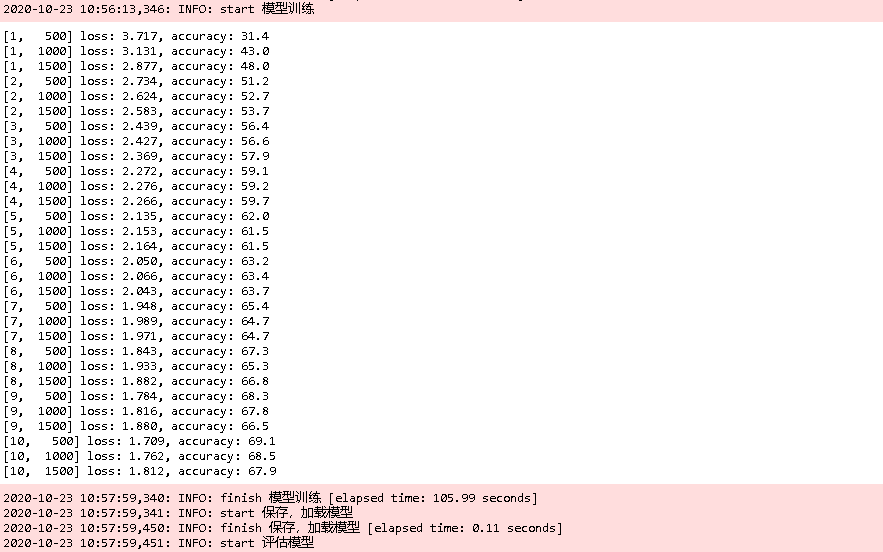 2020-10-23 10:56:13,346: INFO: start 模型训练
[1,   500] loss: 3.717, accuracy: 31.4
[1,  1000] loss: 3.131, accuracy: 43.0
[1,  1500] loss: 2.877, accuracy: 48.0
[2,   500] loss: 2.734, accuracy: 51.2
[2,  1000] loss: 2.624, accuracy: 52.7
[2,  1500] loss: 2.583, accuracy: 53.7
[3,   500] loss: 2.439, accuracy: 56.4
[3,  1000] loss: 2.427, accuracy: 56.6
[3,  1500] loss: 2.369, accuracy: 57.9
[4,   500] loss: 2.272, accuracy: 59.1
[4,  1000] loss: 2.276, accuracy: 59.2
[4,  1500] loss: 2.266, accuracy: 59.7
[5,   500] loss: 2.135, accuracy: 62.0
[5,  1000] loss: 2.153, accuracy: 61.5
[5,  1500] loss: 2.164, accuracy: 61.5
[6,   500] loss: 2.050, accuracy: 63.2
[6,  1000] loss: 2.066, accuracy: 63.4
[6,  1500] loss: 2.043, accuracy: 63.7
[7,   500] loss: 1.948, accuracy: 65.4
[7,  1000] loss: 1.989, accuracy: 64.7
[7,  1500] loss: 1.971, accuracy: 64.7
[8,   500] loss: 1.843, accuracy: 67.3
[8,  1000] loss: 1.933, accuracy: 65.3
[8,  1500] loss: 1.882, accuracy: 66.8
[9,   500] loss: 1.784, accuracy: 68.3
[9,  1000] loss: 1.816, accuracy: 67.8
[9,  1500] loss: 1.880, accuracy: 66.5
[10,   500] loss: 1.709, accuracy: 69.1
[10,  1000] loss: 1.762, accuracy: 68.5
[10,  1500] loss: 1.812, accuracy: 67.9
2020-10-23 10:57:59,340: INFO: finish 模型训练 [elapsed time: 105.99 seconds]
2020-10-23 10:57:59,341: INFO: start 保存，加载模型
2020-10-23 10:57:59,450: INFO: finish 保存，加载模型 [elapsed time: 0.11 seconds]
2020-10-23 10:57:59,451: INFO: start 评估模型